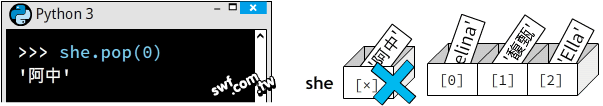 Python 3
>>> she.pop(0)
'阿中'
swf.com.tw
she
'阿中'
[×]
elina'
'馥甄'
'Ella'
[0]
[1]
[2]